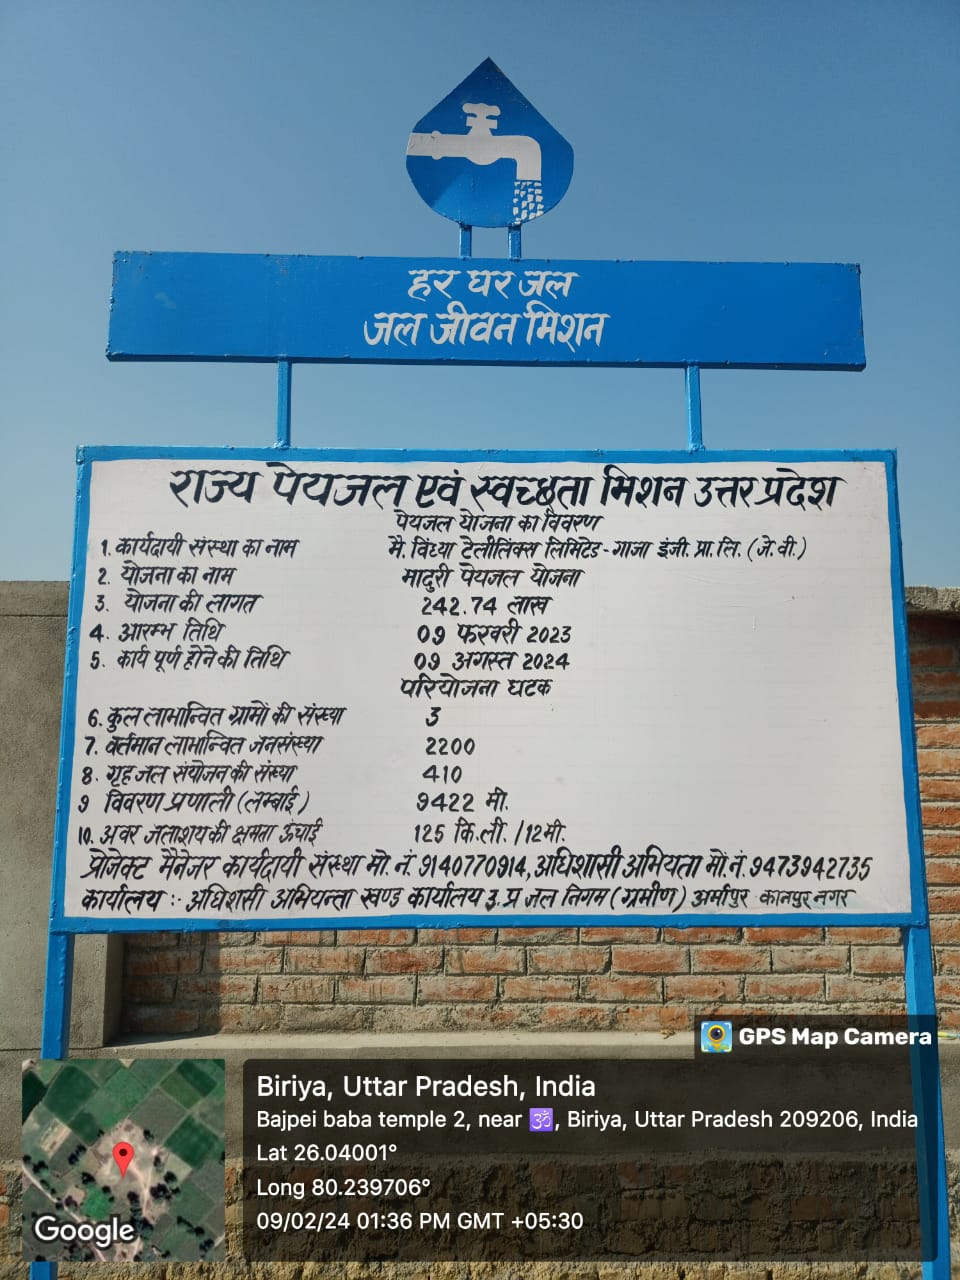 हर घर जल
जल जीवन मिशन
राज्य पेयजल एवं स्वच्छता मिशन उत्तर प्रदेश
पेयजल योजना का विवरण
1. कार्यदायी संस्था का नाम मै. विंध्या टेलीलिंक्स लिमिटेड - गाजा इंजी. प्रा. लि. (जे. वी.)
2. योजना का नाम मादुरी पेयजल योजना
3. योजना की लागत 242.74 लाख
4. आरम्भ तिथि 09 फरवरी 2023
5. कार्य पूर्ण होने की तिथि 09 अगस्त 2024
परियोजना घटक
6. कुल लाभान्वित ग्रामों की संख्या 3
7. वर्तमान लाभान्वित जनसंख्या 2200
8. गृह जल संयोजन की संख्या 410
9 विवरण प्रणाली (लम्बाई) 9422 मी.
10. अवर जलाशय की क्षमता ऊंचाई 125 कि.ली. /12मी.
प्रोजेक्ट मैनेजर कार्यदायी संस्था मो. नं. 9140770914, अधिशासी अभियता मों. नं. 9473942735
कार्यालय :- अधिशसी अभियन्ता खण्ड कार्यालय उ. प्र जल निगम (ग्रामीण) अर्मापुर कानपुर नगर
GPS Map Camera
Biriya, Uttar Pradesh, India
Bajpei baba temple 2, near 🕉, Biriya, Uttar Pradesh 209206, India
Lat 26.04001°
Long 80.239706°
09/02/24 01:36 PM GMT +05:30
Google